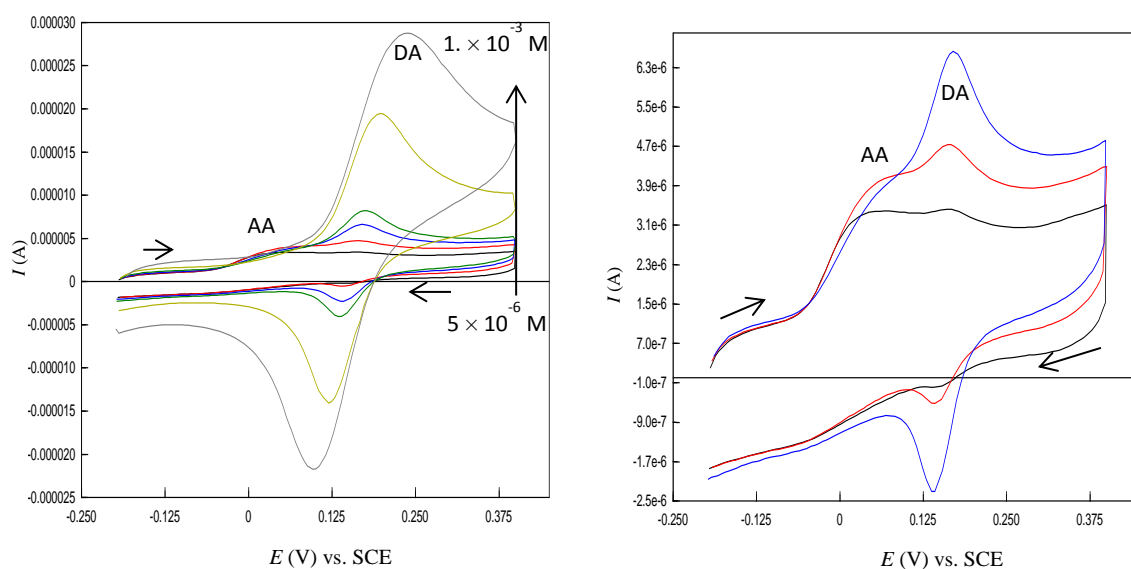 0.000030
0.000025
0.000020
0.000015
0.000010
0.000005
0
-0.000005
-0.000010
-0.000015
-0.000020
-0.000025
I (A)
1. × 10⁻³ M
DA
AA
5 × 10⁻⁶ M
-0.250 -0.125 0 0.125 0.250 0.375
E (V) vs. SCE
6.3e-6
5.5e-6
4.7e-6
3.9e-6
3.1e-6
2.3e-6
1.5e-6
7.0e-7
-1.0e-7
-9.0e-7
-1.7e-6
-2.5e-6
I (A)
DA
AA
-0.250 -0.125 0 0.125 0.250 0.375
E (V) vs. SCE